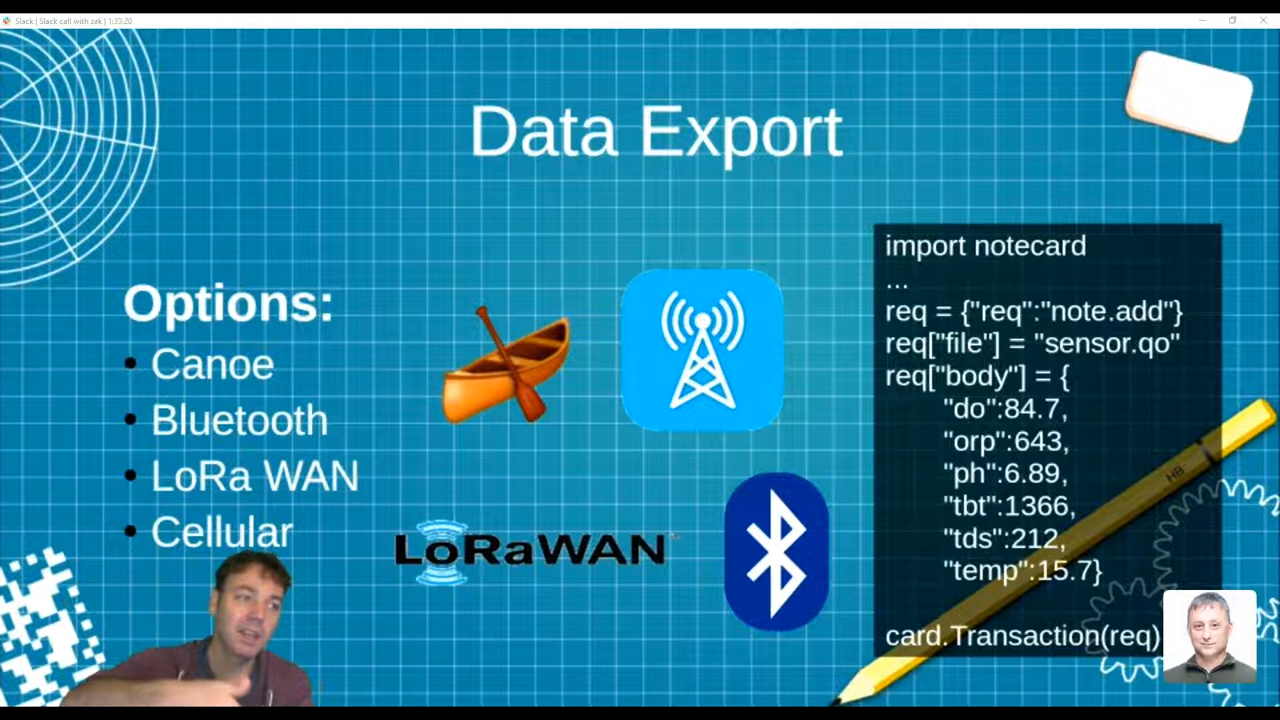 Slack | Slack call with zak | 1:33:20
Data Export
Options:
• Canoe
• Bluetooth
• LoRa WAN
• Cellular
LoRaWAN
import notecard
...
req = {"req":"note.add"}
req["file"] = "sensor.qo"
req["body"] = {
"do":84.7,
"orp":643,
"ph":6.89,
"tbt":1366,
"tds":212,
"temp":15.7}
card.Transaction(req)
HB